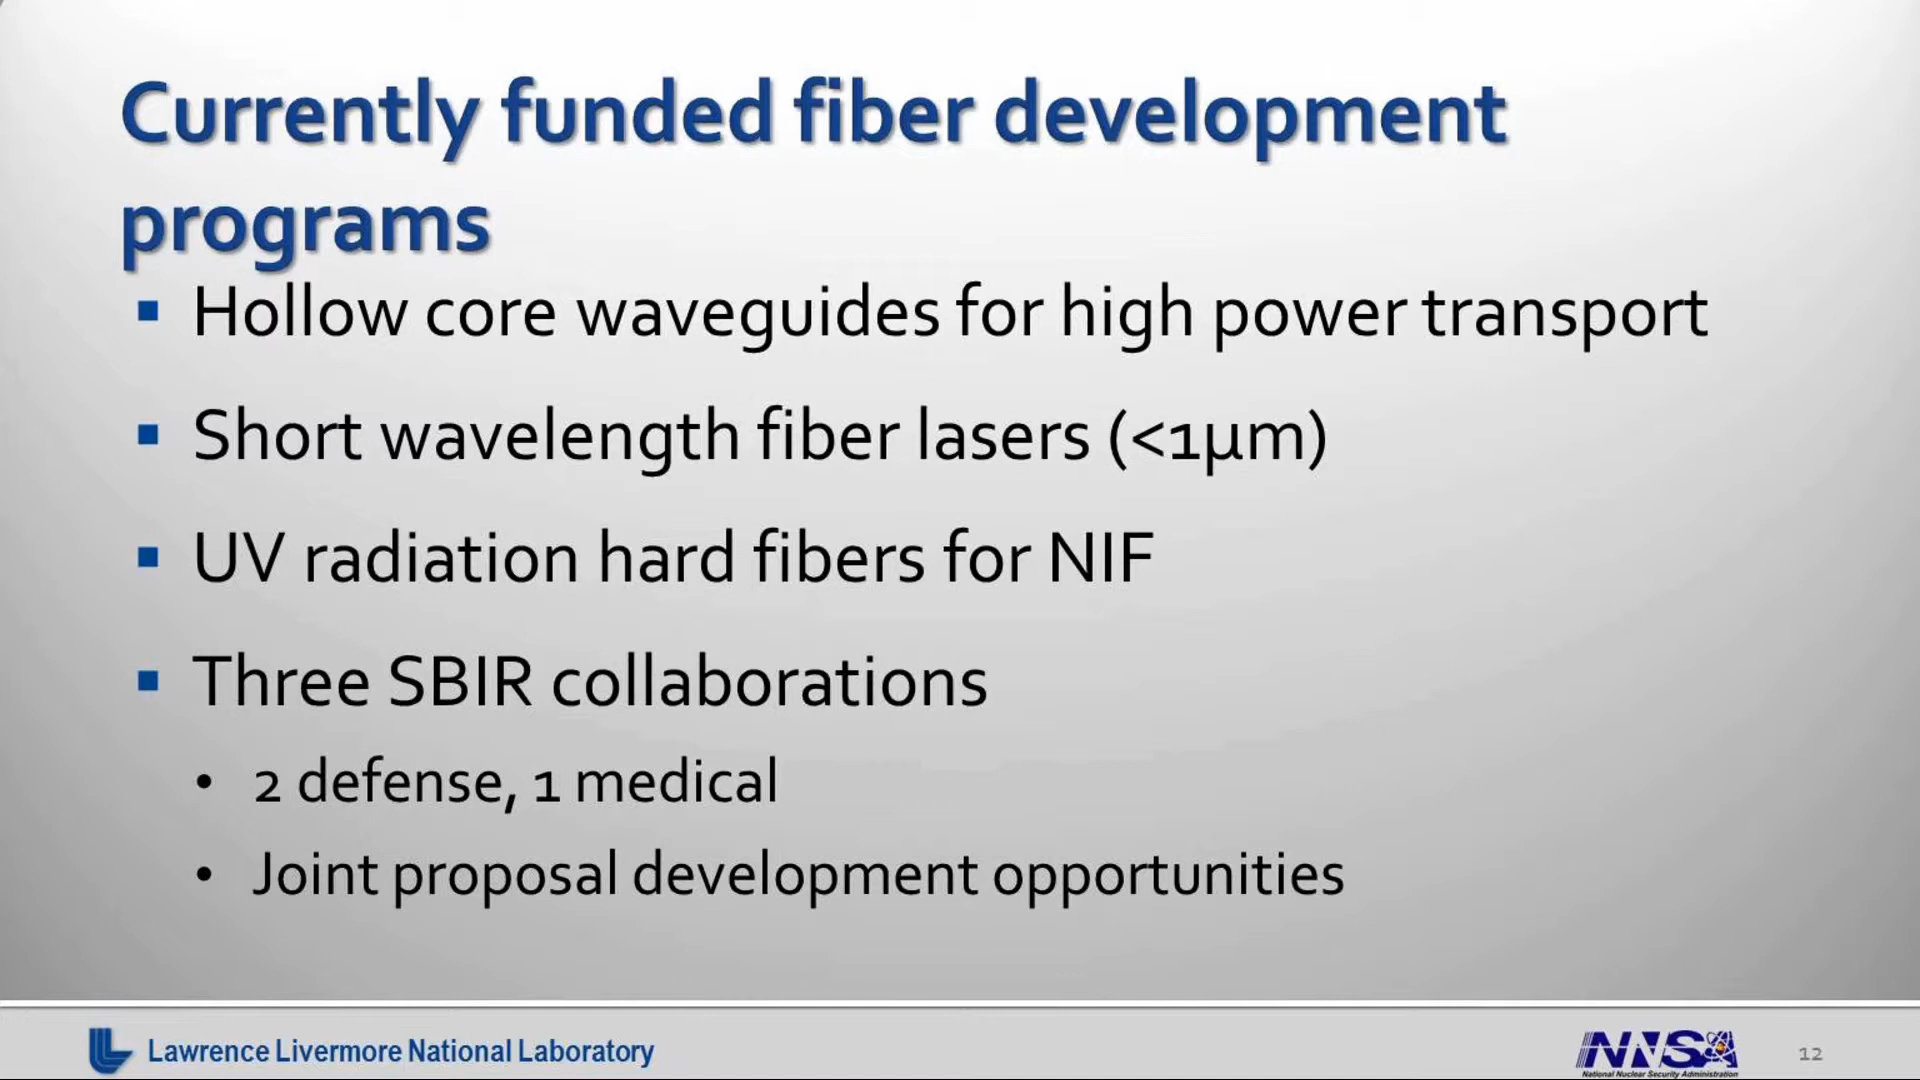 Currently funded fiber development
programs
Hollow core waveguides for high power transport
Short wavelength fiber lasers (<1µm)
UV radiation hard fibers for NIF
Three SBIR collaborations
2 defense, 1 medical
Joint proposal development opportunities
Lawrence Livermore National Laboratory
NNSA
National Nuclear Security Administration
12